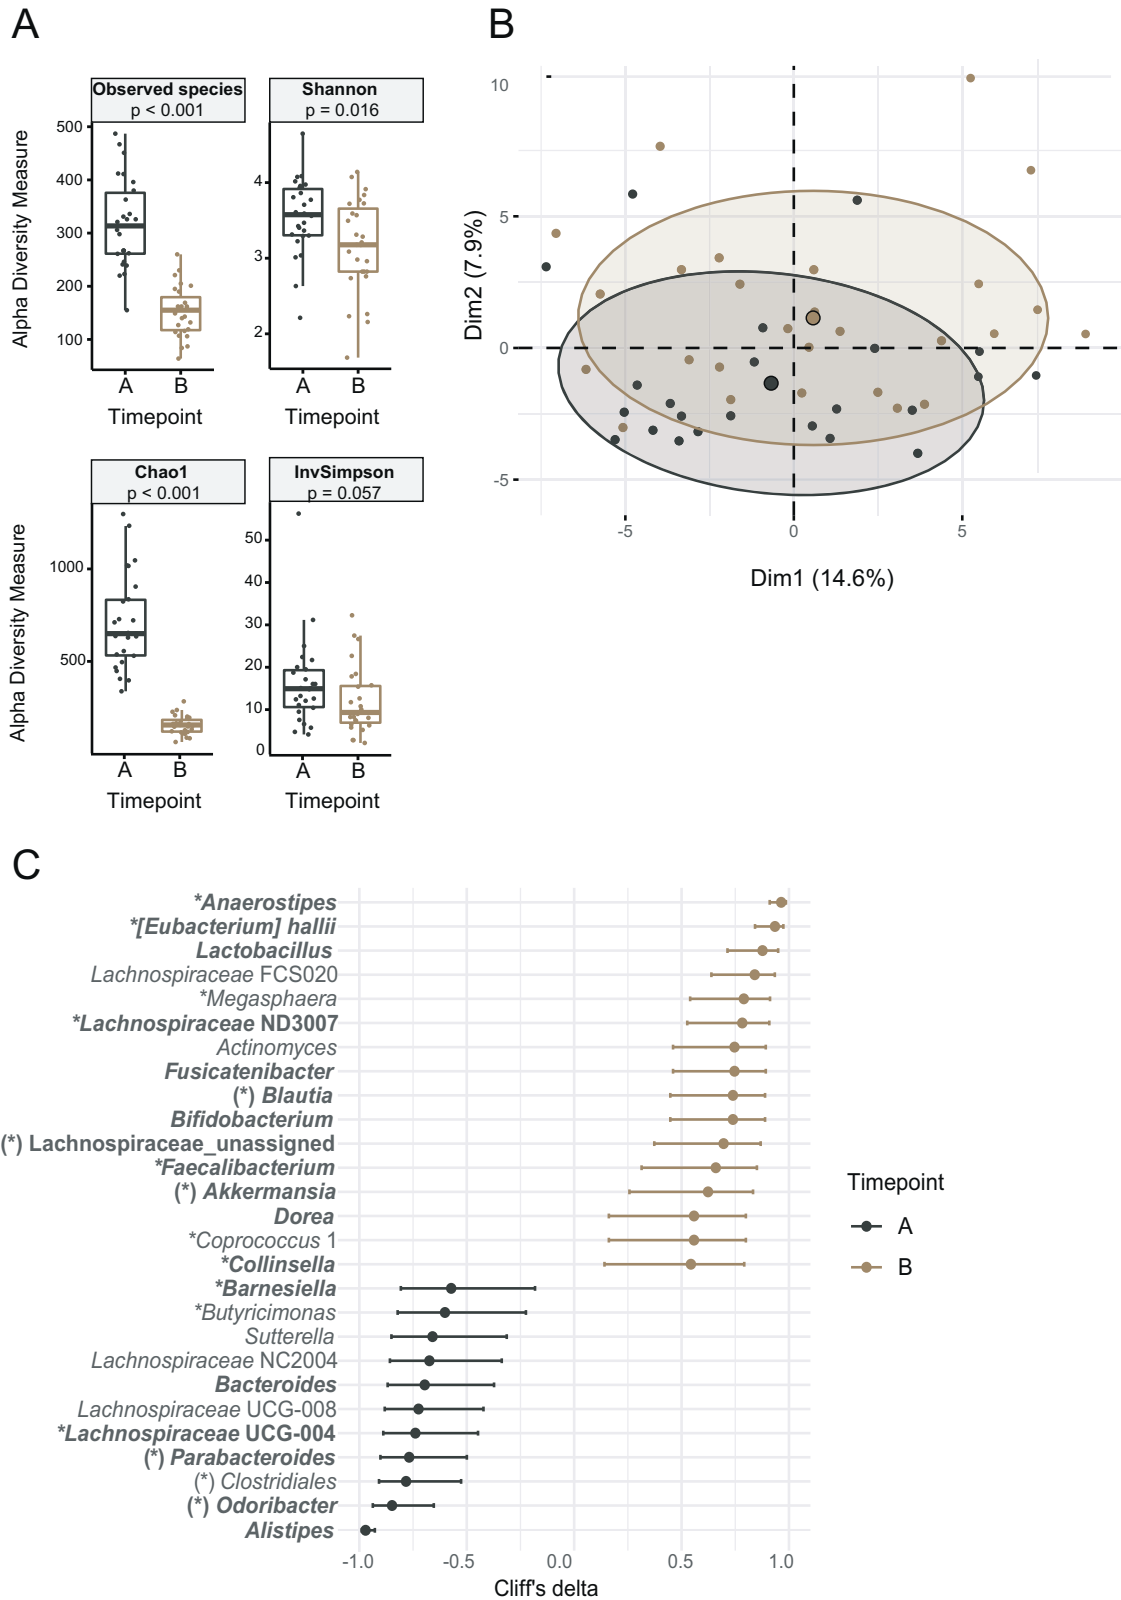 A
Observed species
p < 0.001
Shannon
p = 0.016
Alpha Diversity Measure
500
400
300
200
100
4
3
2
A
B
A
B
Timepoint
Timepoint
Chao1
p < 0.001
InvSimpson
p = 0.057
Alpha Diversity Measure
1000
500
50
40
30
20
10
0
A
B
A
B
Timepoint
Timepoint
B
Dim2 (7.9%)
10
5
0
-5
-5
0
5
Dim1 (14.6%)
C
*Anaerostipes
*[Eubacterium] hallii
Lactobacillus
Lachnospiraceae FCS020
*Megasphaera
*Lachnospiraceae ND3007
Actinomyces
Fusicatenibacter
(*) Blautia
Bifidobacterium
(*) Lachnospiraceae_unassigned
*Faecalibacterium
(*) Akkermansia
Dorea
*Coprococcus 1
*Collinsella
*Barnesiella
*Butyricimonas
Sutterella
Lachnospiraceae NC2004
Bacteroides
Lachnospiraceae UCG-008
*Lachnospiraceae UCG-004
(*) Parabacteroides
(*) Clostridiales
(*) Odoribacter
Alistipes
-1.0
-0.5
0.0
0.5
1.0
Cliff's delta
Timepoint
A
B